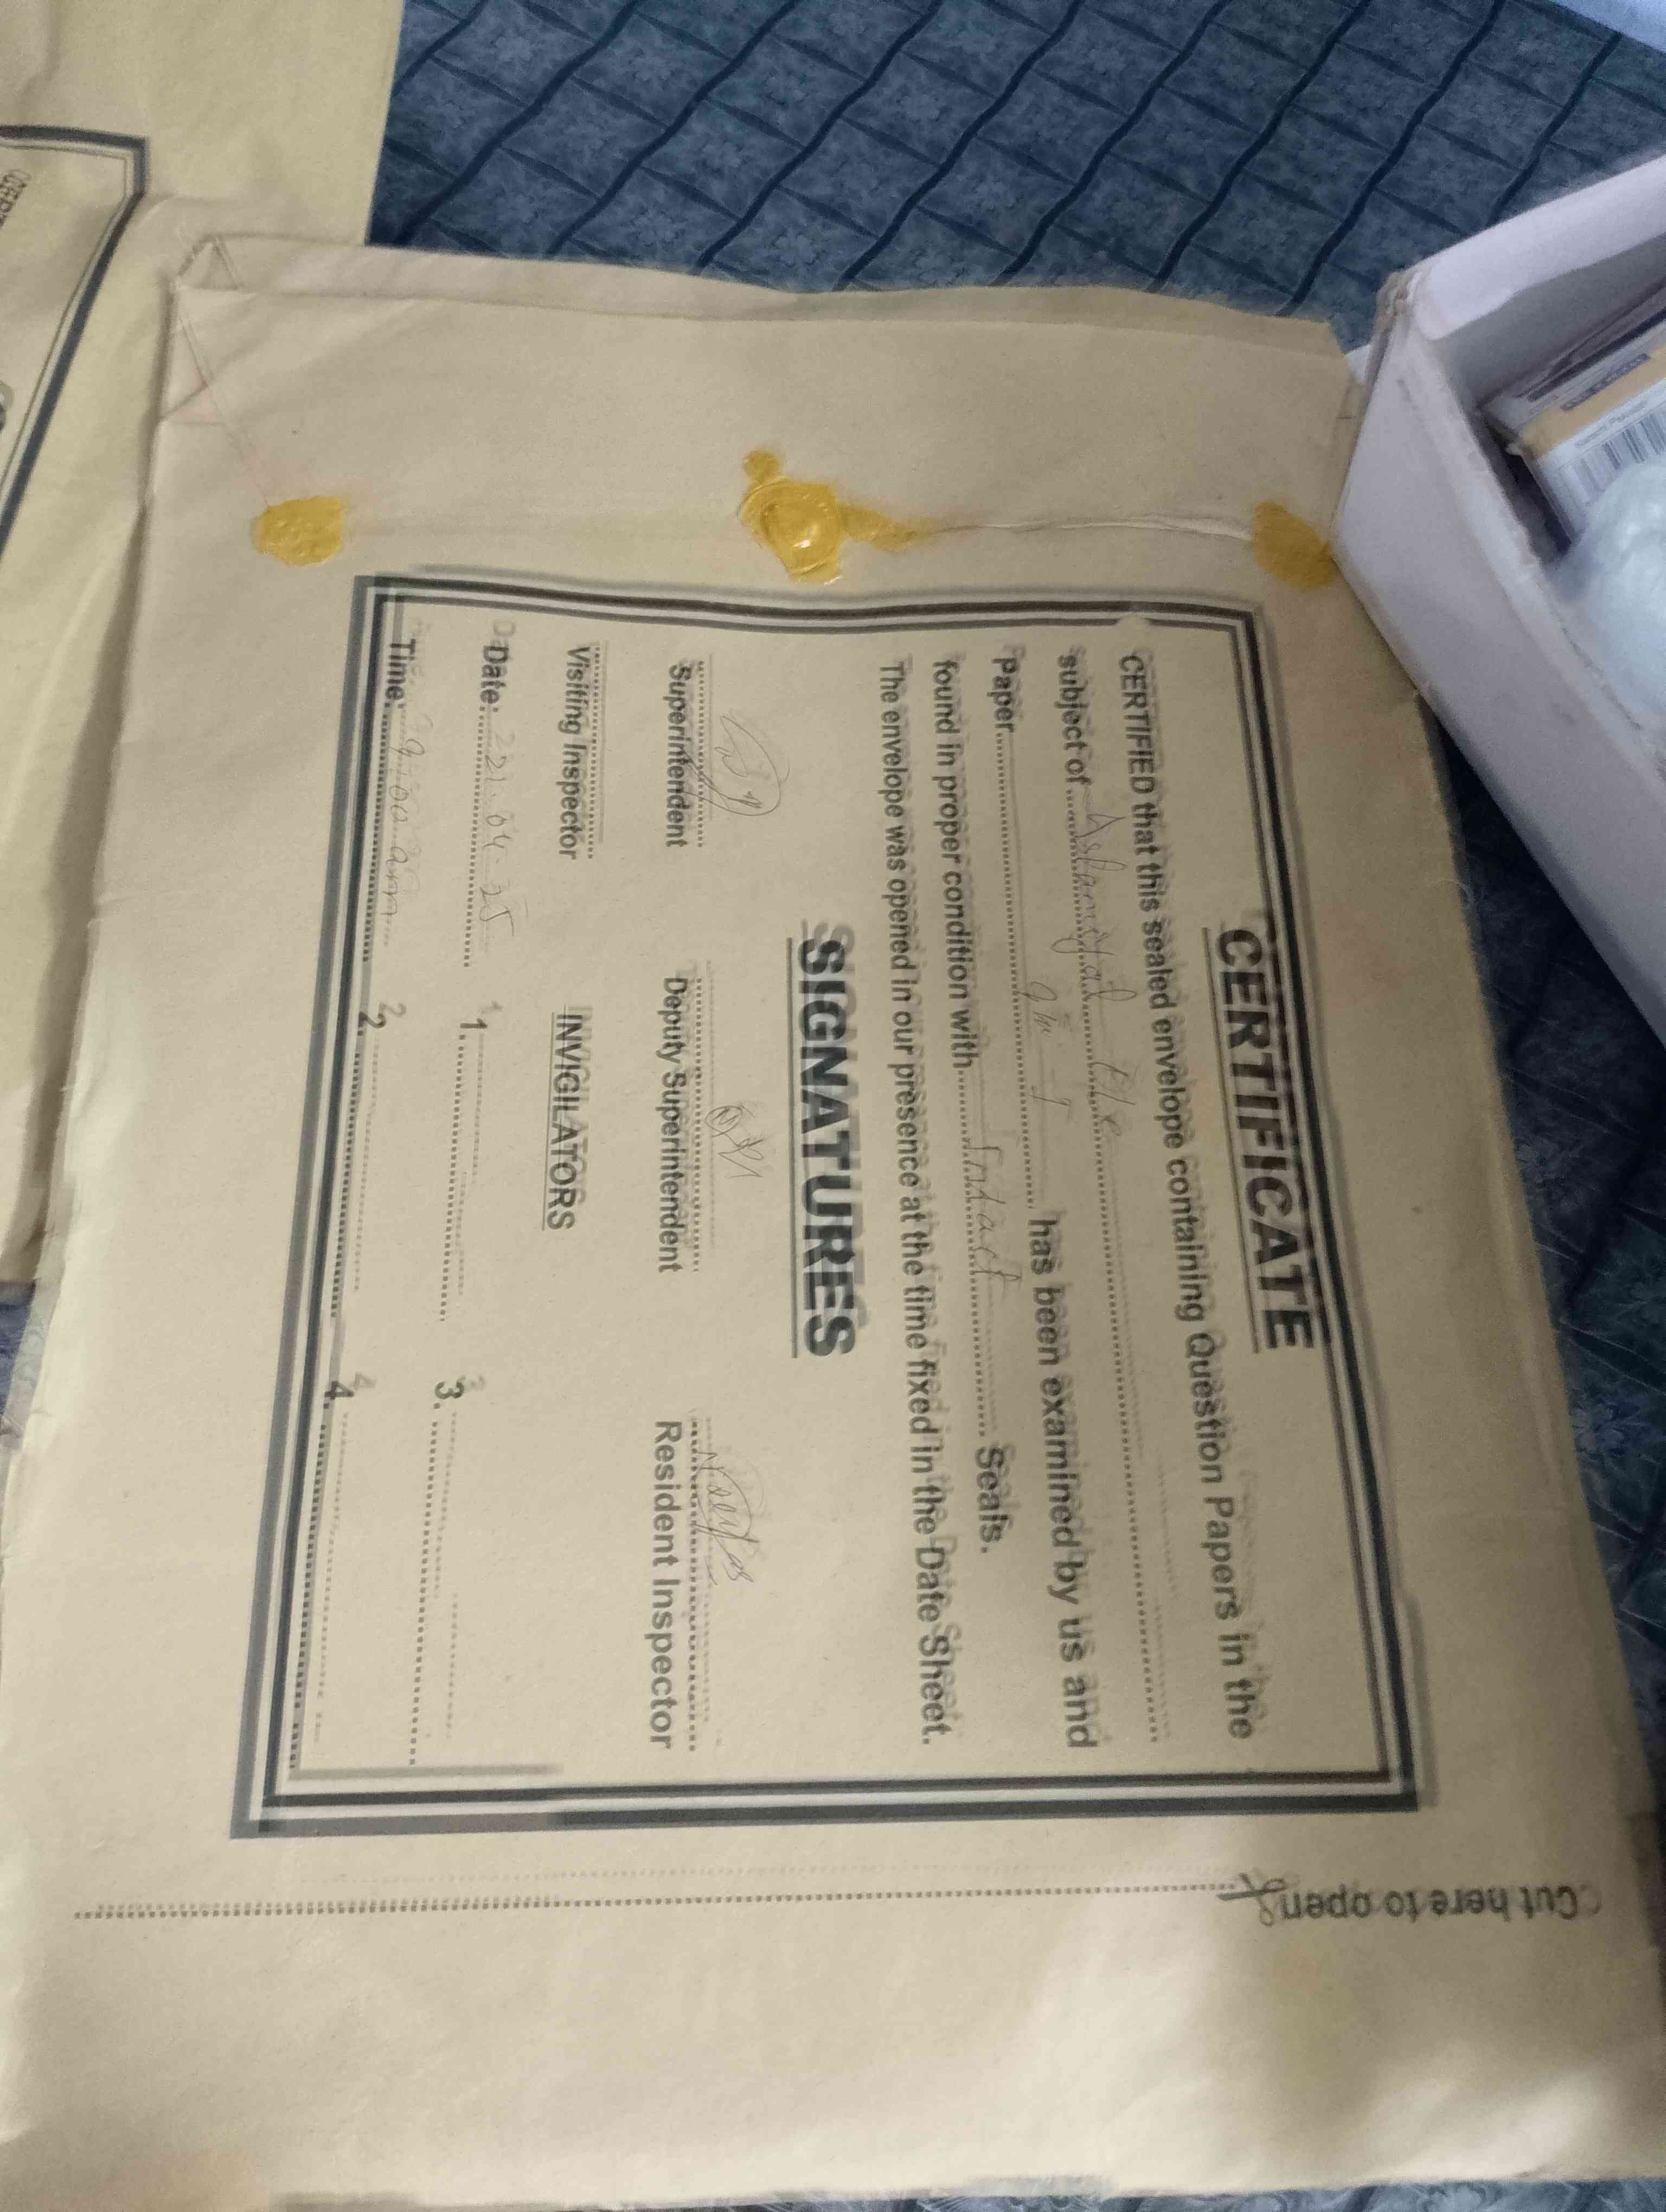 CERTIFICATE
CERTIFIED that this sealed envelope containing Question Papers in the
subject of
Paper has been examined by us and
found in proper condition with Intact Seals.
The envelope was opened in our presence at the time fixed in the Date Sheet.
SIGNATURES
Superintendent Deputy Superintendent Resident Inspector
Visiting Inspector INVIGILATORS
Date: 1. 3.
Time: 9:00 am 2. 4.
Cut here to open